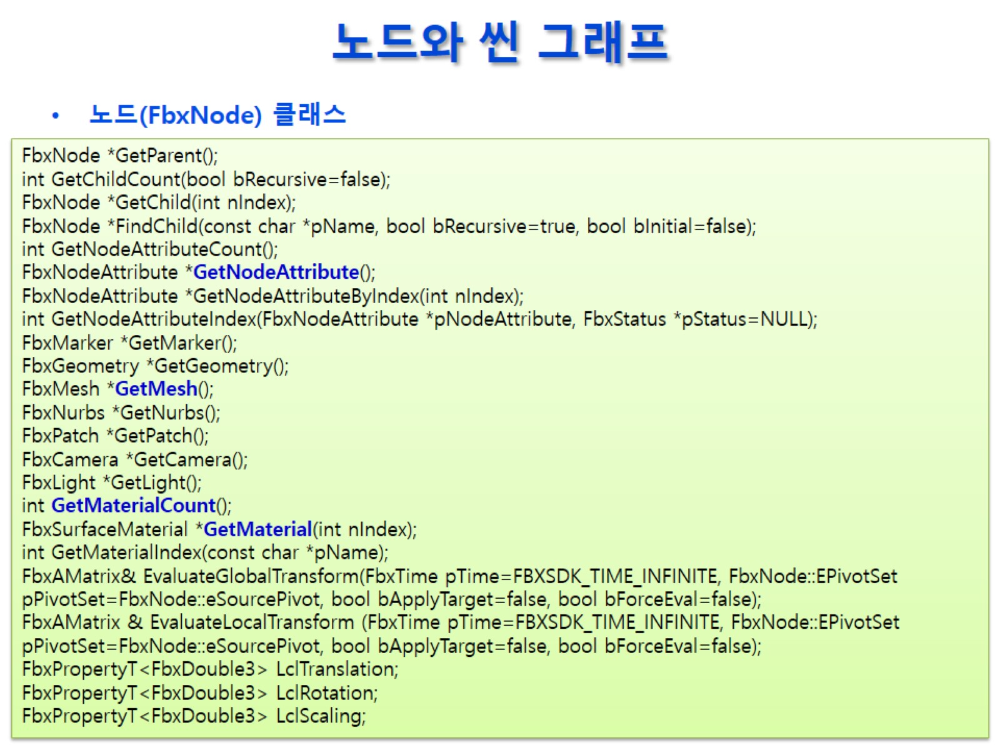 노드와 씬 그래프
• 노드(FbxNode) 클래스
FbxNode *GetParent();
int GetChildCount(bool bRecursive=false);
FbxNode *GetChild(int nIndex);
FbxNode *FindChild(const char *pName, bool bRecursive=true, bool bInitial=false);
int GetNodeAttributeCount();
FbxNodeAttribute *GetNodeAttribute();
FbxNodeAttribute *GetNodeAttributeByIndex(int nIndex);
int GetNodeAttributeIndex(FbxNodeAttribute *pNodeAttribute, FbxStatus *pStatus=NULL);
FbxMarker *GetMarker();
FbxGeometry *GetGeometry();
FbxMesh *GetMesh();
FbxNurbs *GetNurbs();
FbxPatch *GetPatch();
FbxCamera *GetCamera();
FbxLight *GetLight();
int GetMaterialCount();
FbxSurfaceMaterial *GetMaterial(int nIndex);
int GetMaterialIndex(const char *pName);
FbxAMatrix& EvaluateGlobalTransform(FbxTime pTime=FBXSDK_TIME_INFINITE, FbxNode::EPivotSet
pPivotSet=FbxNode::eSourcePivot, bool bApplyTarget=false, bool bForceEval=false);
FbxAMatrix & EvaluateLocalTransform (FbxTime pTime=FBXSDK_TIME_INFINITE, FbxNode::EPivotSet
pPivotSet=FbxNode::eSourcePivot, bool bApplyTarget=false, bool bForceEval=false);
FbxPropertyT<FbxDouble3> LclTranslation;
FbxPropertyT<FbxDouble3> LclRotation;
FbxPropertyT<FbxDouble3> LclScaling;